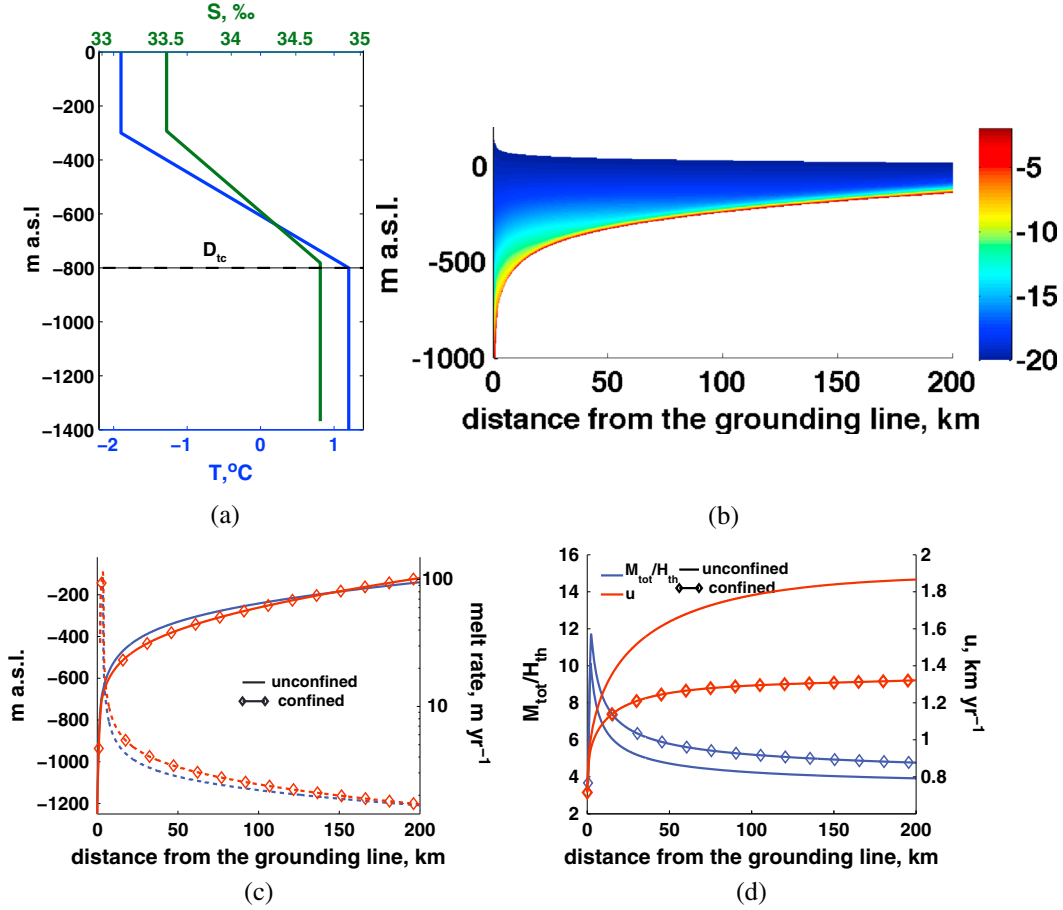 S, ‰
33 33.5 34 34.5 35
0
−200
−400
−600
−800
−1000
−1200
−1400
m a.s.l
D_tc
−2 −1 0 1
T,ºC
(a)
0
-500
-1000
m a.s.l.
0 50 100 150 200
distance from the grounding line, km
-5
-10
-15
-20
(b)
−200
−400
−600
−800
−1000
−1200
m a.s.l.
unconfined
confined
100
10
melt rate, m yr⁻¹
0 50 100 150 200
distance from the grounding line, km
(c)
16
14
12
10
8
6
4
2
M_tot/H_th
M_tot/H_th unconfined
u confined
2
1.8
1.6
1.4
1.2
1
0.8
u, km yr⁻¹
0 50 100 150 200
distance from the grounding line, km
(d)